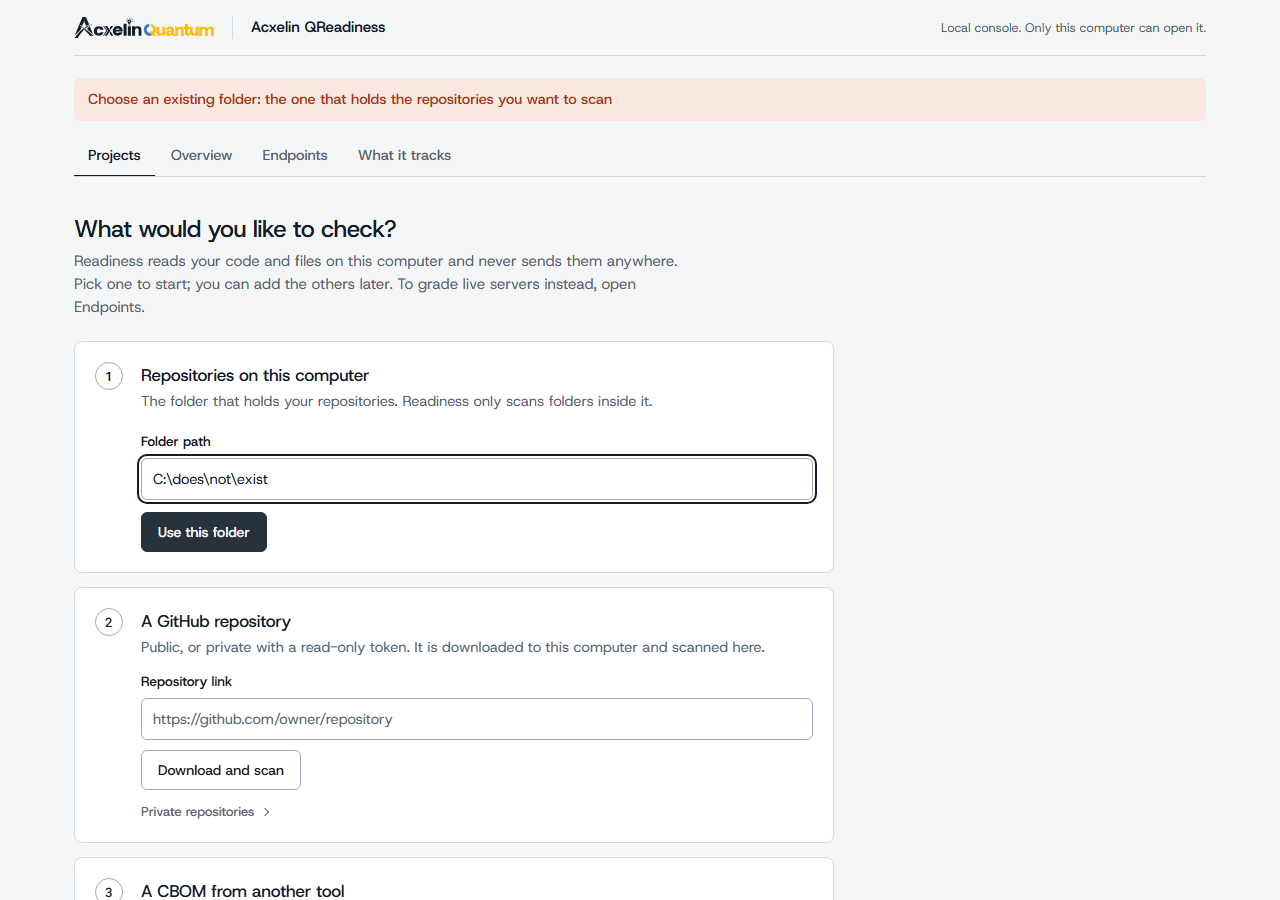 Acxelin Quantum
Acxelin QReadiness
Local console. Only this computer can open it.
Choose an existing folder: the one that holds the repositories you want to scan
Projects
Overview
Endpoints
What it tracks
What would you like to check?
Readiness reads your code and files on this computer and never sends them anywhere.
Pick one to start; you can add the others later. To grade live servers instead, open
Endpoints.
1
Repositories on this computer
The folder that holds your repositories. Readiness only scans folders inside it.
Folder path
C:\does\not\exist
Use this folder
2
A GitHub repository
Public, or private with a read-only token. It is downloaded to this computer and scanned here.
Repository link
https://github.com/owner/repository
Download and scan
Private repositories
3
A CBOM from another tool